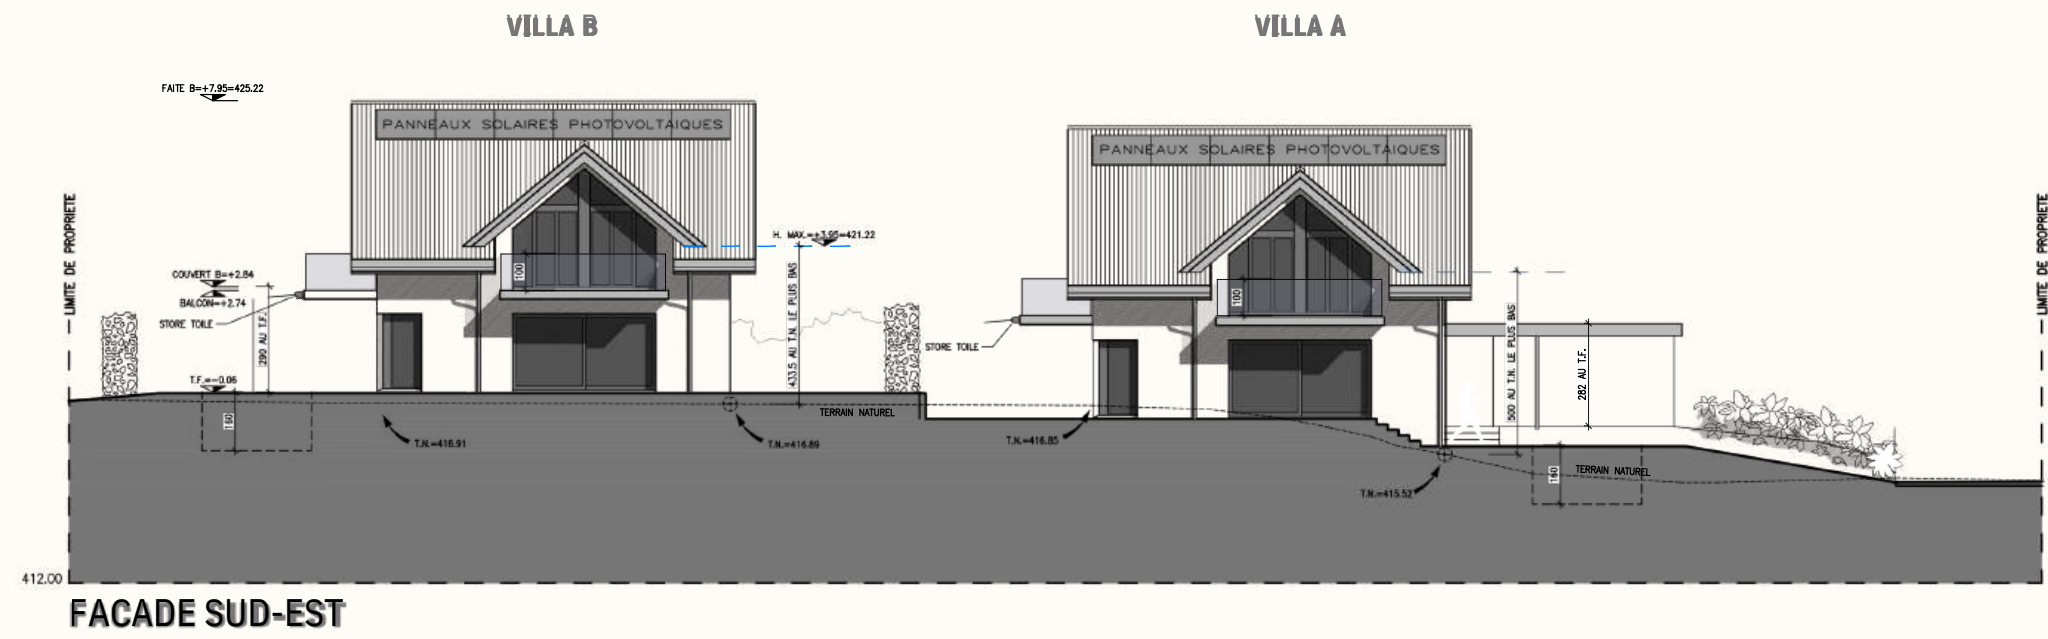 VILLA B
VILLA A
FAITE B=+7.95=425.22
PANNEAUX SOLAIRES PHOTOVOLTAIQUES
PANNEAUX SOLAIRES PHOTOVOLTAIQUES
LIMITE DE PROPRIETE
LIMITE DE PROPRIETE
H. MAX.=+3.95=421.22
COUVERT B=+2.84
BALCON=+2.74
STORE TOILE
100
100
290 AU T.F.
433.5 AU T.N. LE PLUS BAS
STORE TOILE
500 AU T.N. LE PLUS BAS
282 AU T.F.
T.F.=-0.06
160
TERRAIN NATUREL
T.N.=416.91
T.N.=416.89
T.N.=416.85
TERRAIN NATUREL
160
T.N.=415.52
412.00
FACADE SUD-EST